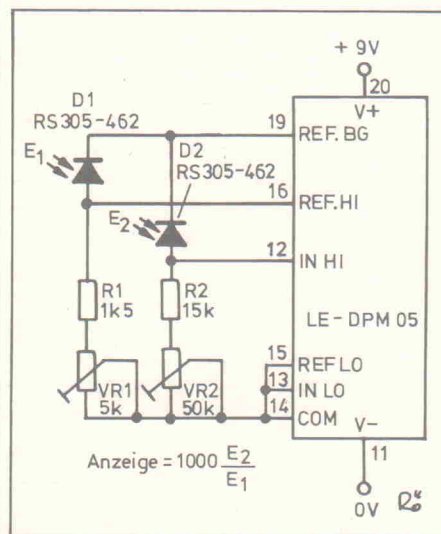 + 9V
20
V+
D1
RS305-462
19
REF. BG
E1
D2
RS305-462
16
REF.HI
E2
12
IN HI
R1
1k5
R2
15k
LE-DPM 05
15
REF LO
13
IN LO
14
COM
VR1
5k
VR2
50k
V-
11
Anzeige = 1000 E2/E1
0V